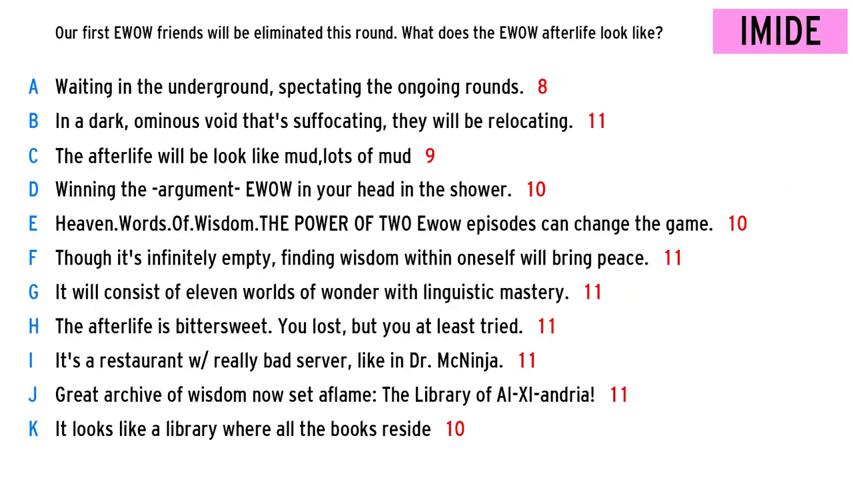 Our first EWOW friends will be eliminated this round. What does the EWOW afterlife look like?
IMIDE
A Waiting in the underground, spectating the ongoing rounds. 8
B In a dark, ominous void that's suffocating, they will be relocating. 11
C The afterlife will be look like mud,lots of mud 9
D Winning the -argument- EWOW in your head in the shower. 10
E Heaven.Words.Of.Wisdom.THE POWER OF TWO Ewow episodes can change the game. 10
F Though it's infinitely empty, finding wisdom within oneself will bring peace. 11
G It will consist of eleven worlds of wonder with linguistic mastery. 11
H The afterlife is bittersweet. You lost, but you at least tried. 11
I It's a restaurant w/ really bad server, like in Dr. McNinja. 11
J Great archive of wisdom now set aflame: The Library of Al-XI-andria! 11
K It looks like a library where all the books reside 10